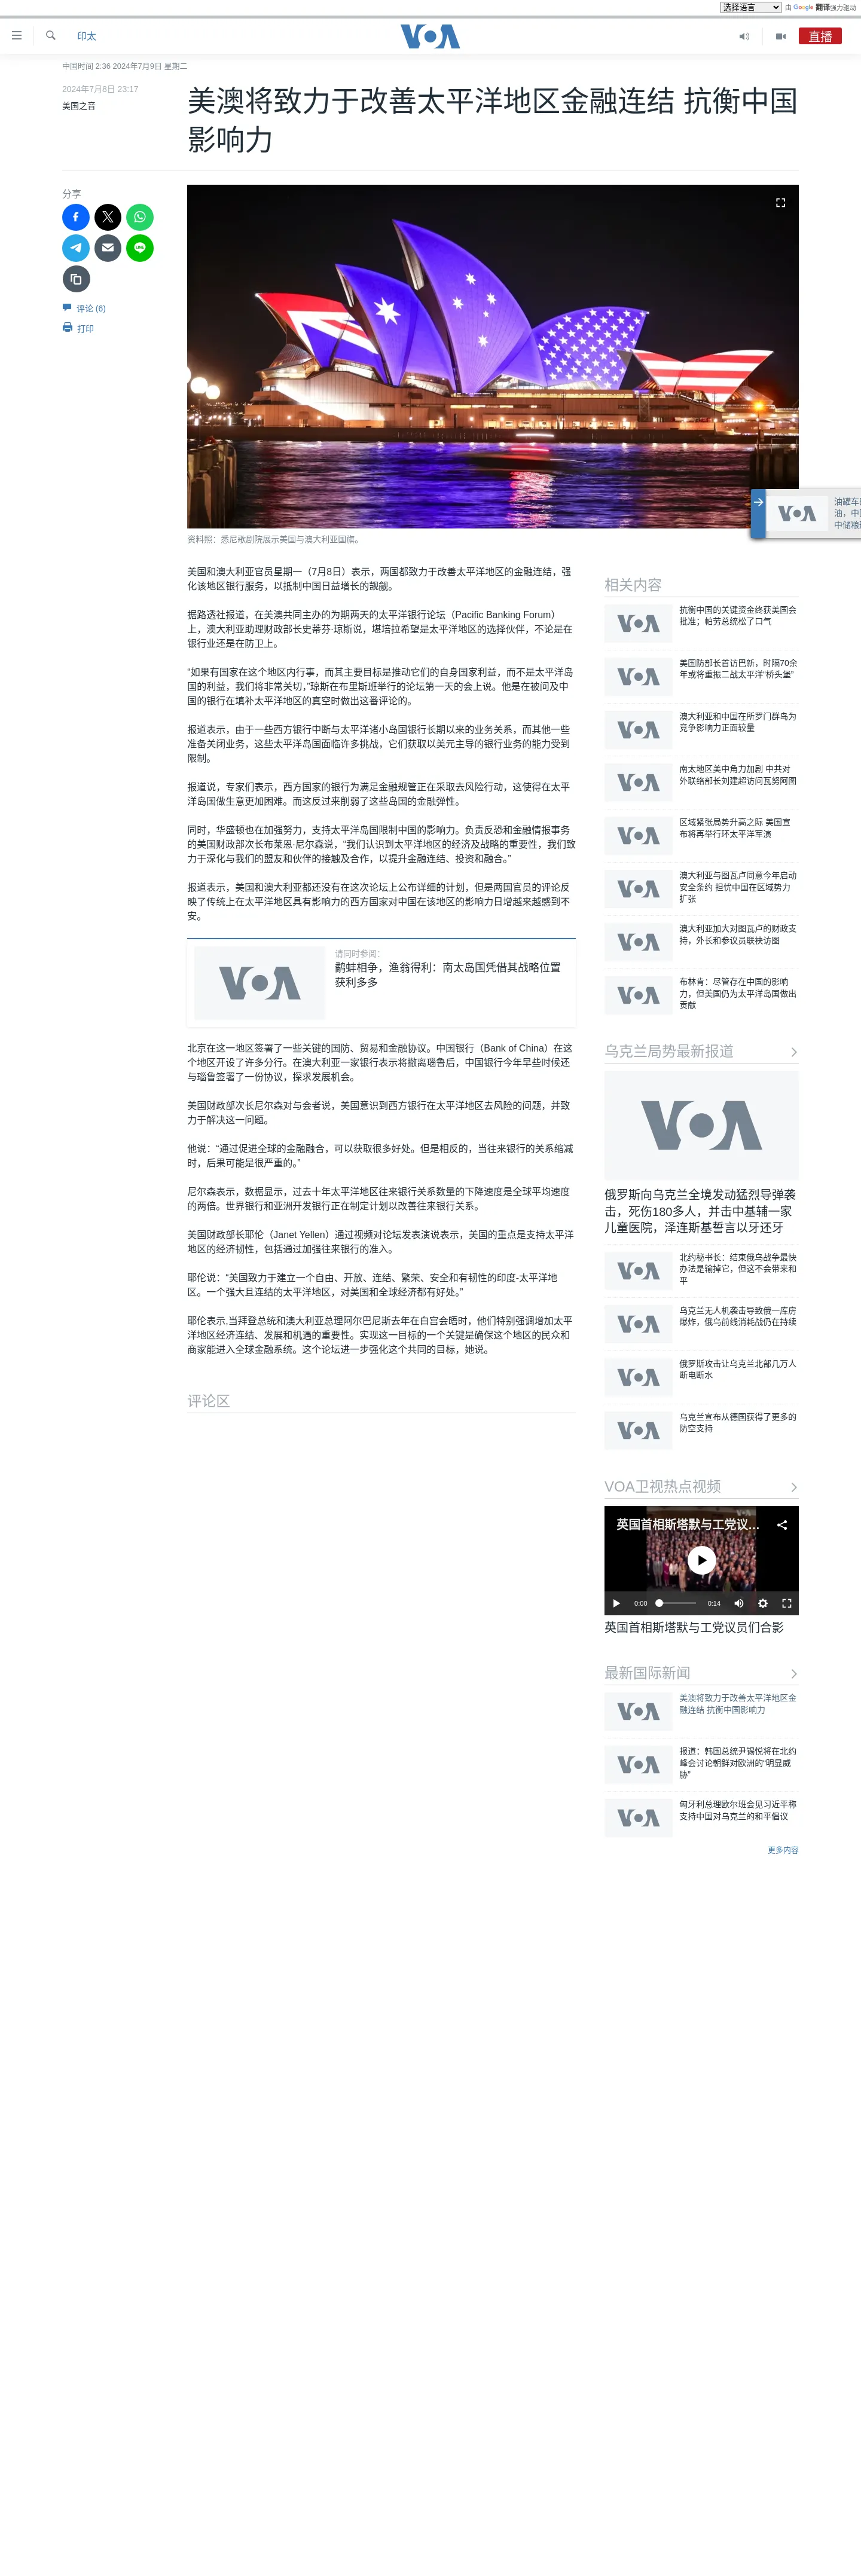 选择语言 由 Google 翻译强力驱动
印太
VOA
直播
中国时间 2:36 2024年7月9日 星期二
2024年7月8日 23:17
美国之音
美澳将致力于改善太平洋地区金融连结 抗衡中国
影响力
分享
评论 (6)
打印
资料照：悉尼歌剧院展示美国与澳大利亚国旗。
油罐车
油，中
中储粮
美国和澳大利亚官员星期一（7月8日）表示，两国都致力于改善太平洋地区的金融连结，强
化该地区银行服务，以抵制中国日益增长的觊觎。
据路透社报道，在美澳共同主办的为期两天的太平洋银行论坛（Pacific Banking Forum）
上，澳大利亚助理财政部长史蒂芬·琼斯说，堪培拉希望是太平洋地区的选择伙伴，不论是在
银行业还是在防卫上。
“如果有国家在这个地区内行事，而其主要目标是推动它们的自身国家利益，而不是太平洋岛
国的利益，我们将非常关切，”琼斯在布里斯班举行的论坛第一天的会上说。他是在被问及中
国的银行在填补太平洋地区的真空时做出这番评论的。
报道表示，由于一些西方银行中断与太平洋诸小岛国银行长期以来的业务关系，而其他一些
准备关闭业务，这些太平洋岛国面临许多挑战，它们获取以美元主导的银行业务的能力受到
限制。
报道说，专家们表示，西方国家的银行为满足金融规管正在采取去风险行动，这使得在太平
洋岛国做生意更加困难。而这反过来削弱了这些岛国的金融弹性。
同时，华盛顿也在加强努力，支持太平洋岛国限制中国的影响力。负责反恐和金融情报事务
的美国财政部次长布莱恩·尼尔森说，“我们认识到太平洋地区的经济及战略的重要性，我们致
力于深化与我们的盟友和伙伴的接触及合作，以提升金融连结、投资和融合。”
报道表示，美国和澳大利亚都还没有在这次论坛上公布详细的计划，但是两国官员的评论反
映了传统上在太平洋地区具有影响力的西方国家对中国在该地区的影响力日增越来越感到不
安。
VOA
请同时参阅：
鹬蚌相争，渔翁得利：南太岛国凭借其战略位置
获利多多
北京在这一地区签署了一些关键的国防、贸易和金融协议。中国银行（Bank of China）在这
个地区开设了许多分行。在澳大利亚一家银行表示将撤离瑙鲁后，中国银行今年早些时候还
与瑙鲁签署了一份协议，探求发展机会。
美国财政部次长尼尔森对与会者说，美国意识到西方银行在太平洋地区去风险的问题，并致
力于解决这一问题。
他说：“通过促进全球的金融融合，可以获取很多好处。但是相反的，当往来银行的关系缩减
时，后果可能是很严重的。”
尼尔森表示，数据显示，过去十年太平洋地区往来银行关系数量的下降速度是全球平均速度
的两倍。世界银行和亚洲开发银行正在制定计划以改善往来银行关系。
美国财政部长耶伦（Janet Yellen）通过视频对论坛发表演说表示，美国的重点是支持太平洋
地区的经济韧性，包括通过加强往来银行的准入。
耶伦说：“美国致力于建立一个自由、开放、连结、繁荣、安全和有韧性的印度-太平洋地
区。一个强大且连结的太平洋地区，对美国和全球经济都有好处。”
耶伦表示,当拜登总统和澳大利亚总理阿尔巴尼斯去年在白宫会晤时，他们特别强调增加太平
洋地区经济连结、发展和机遇的重要性。实现这一目标的一个关键是确保这个地区的民众和
商家能进入全球金融系统。这个论坛进一步强化这个共同的目标，她说。
评论区
相关内容
抗衡中国的关键资金终获美国会
批准；帕劳总统松了口气
美国防部长首访巴新，时隔70余
年或将重振二战太平洋“桥头堡”
澳大利亚和中国在所罗门群岛为
竞争影响力正面较量
南太地区美中角力加剧 中共对
外联络部长刘建超访问瓦努阿图
区域紧张局势升高之际 美国宣
布将再举行环太平洋军演
澳大利亚与图瓦卢同意今年启动
安全条约 担忧中国在区域势力
扩张
澳大利亚加大对图瓦卢的财政支
持，外长和参议员联袂访图
布林肯：尽管存在中国的影响
力，但美国仍为太平洋岛国做出
贡献
乌克兰局势最新报道
VOA
俄罗斯向乌克兰全境发动猛烈导弹袭
击，死伤180多人，并击中基辅一家
儿童医院，泽连斯基誓言以牙还牙
北约秘书长：结束俄乌战争最快
办法是输掉它，但这不会带来和
平
乌克兰无人机袭击导致俄一库房
爆炸，俄乌前线消耗战仍在持续
俄罗斯攻击让乌克兰北部几万人
断电断水
乌克兰宣布从德国获得了更多的
防空支持
VOA卫视热点视频
英国首相斯塔默与工党议...
0:00
0:14
英国首相斯塔默与工党议员们合影
最新国际新闻
美澳将致力于改善太平洋地区金
融连结 抗衡中国影响力
报道：韩国总统尹锡悦将在北约
峰会讨论朝鲜对欧洲的“明显威
胁”
匈牙利总理欧尔班会见习近平称
支持中国对乌克兰的和平倡议
更多内容